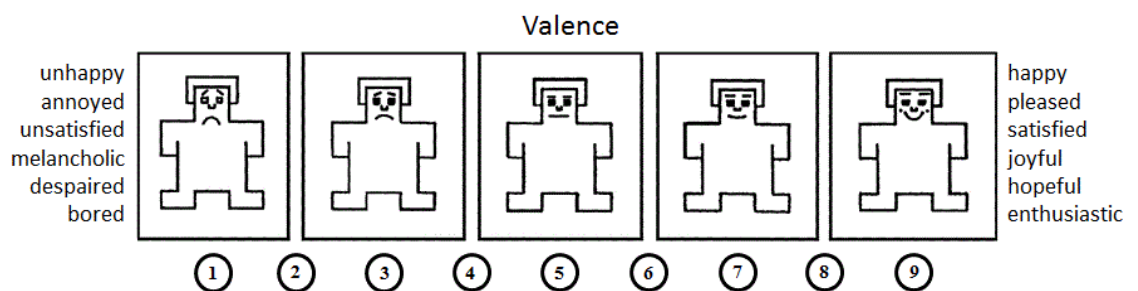 Valence
unhappy
annoyed
unsatisfied
melancholic
despaired
bored
happy
pleased
satisfied
joyful
hopeful
enthusiastic
1 2 3 4 5 6 7 8 9